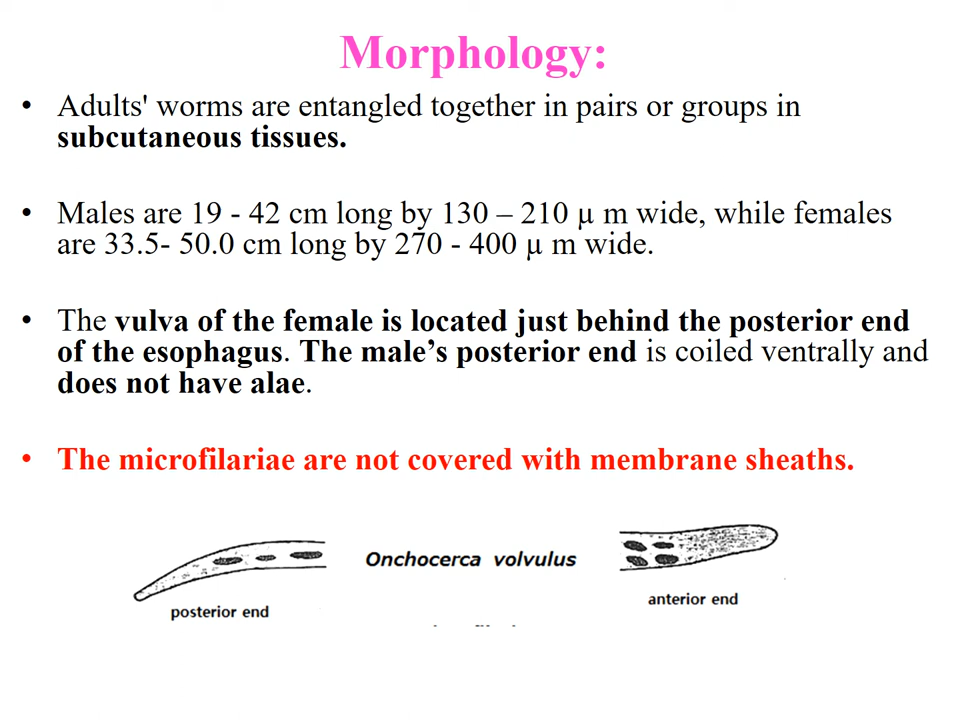 Morphology:
• Adults' worms are entangled together in pairs or groups in
subcutaneous tissues.
• Males are 19 - 42 cm long by 130 – 210 µ m wide, while females
are 33.5- 50.0 cm long by 270 - 400 µ m wide.
• The vulva of the female is located just behind the posterior end
of the esophagus. The male’s posterior end is coiled ventrally and
does not have alae.
• The microfilariae are not covered with membrane sheaths.
Onchocerca volvulus
posterior end
anterior end